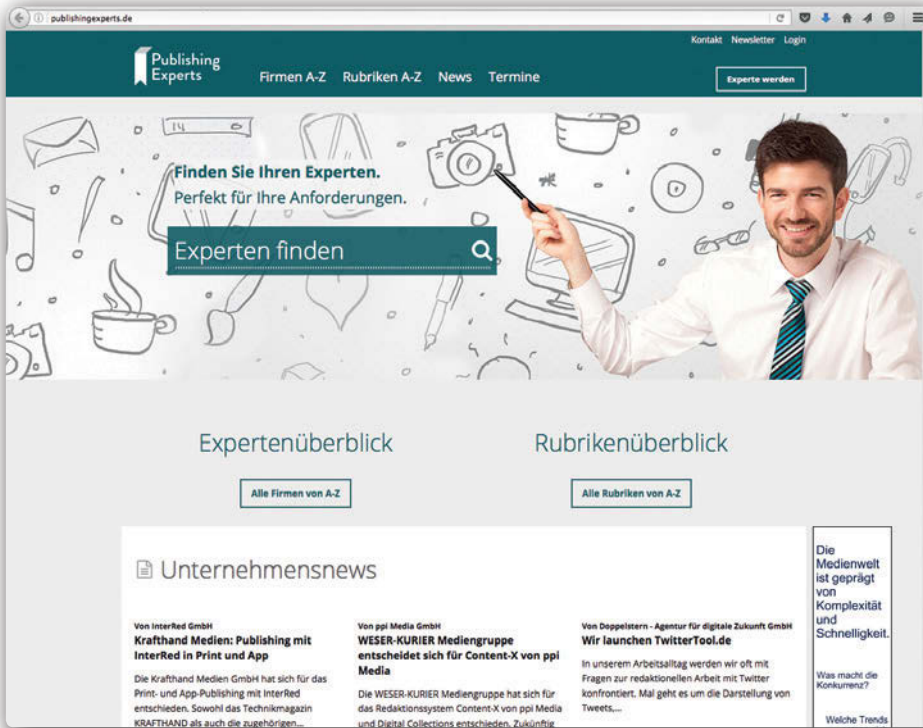 publishingexperts.de
Kontakt Newsletter Login
Publishing
Experts
Firmen A-Z Rubriken A-Z News Termine
Experte werden
Finden Sie Ihren Experten.
Perfekt für Ihre Anforderungen.
Experten finden
Expertenüberblick
Alle Firmen von A-Z
Rubrikenüberblick
Alle Rubriken von A-Z
Unternehmensnews
Von InterRed GmbH
Krafthand Medien: Publishing mit
InterRed in Print und App
Die Krafthand Medien GmbH hat sich für das
Print- und App-Publishing mit InterRed
entschieden. Sowohl das Technikmagazin
KRAFTHAND als auch die zugehörigen...
Von ppi Media GmbH
WESER-KURIER Mediengruppe
entscheidet sich für Content-X von ppi
Media
Die WESER-KURIER Mediengruppe hat sich für
das Redaktionssystem Content-X von ppi Media
und Digital Collections entschieden. Zukünftig
Von Doppelstern - Agentur für digitale Zukunft GmbH
Wir launchen TwitterTool.de
In unserem Arbeitsalltag werden wir oft mit
Fragen zur redaktionellen Arbeit mit Twitter
konfrontiert. Mal geht es um die Darstellung von
Tweets,...
Die
Medienwelt
ist geprägt
von
Komplexität
und
Schnelligkeit.
Was macht die
Konkurrenz?
Welche Trends